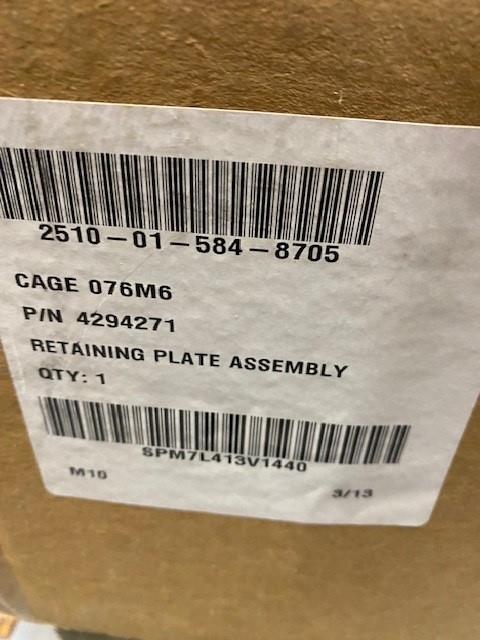 2510-01-584-8705
CAGE 076M6
P/N 4294271
RETAINING PLATE ASSEMBLY
QTY: 1
SPM7L413V1440
M10
3/13